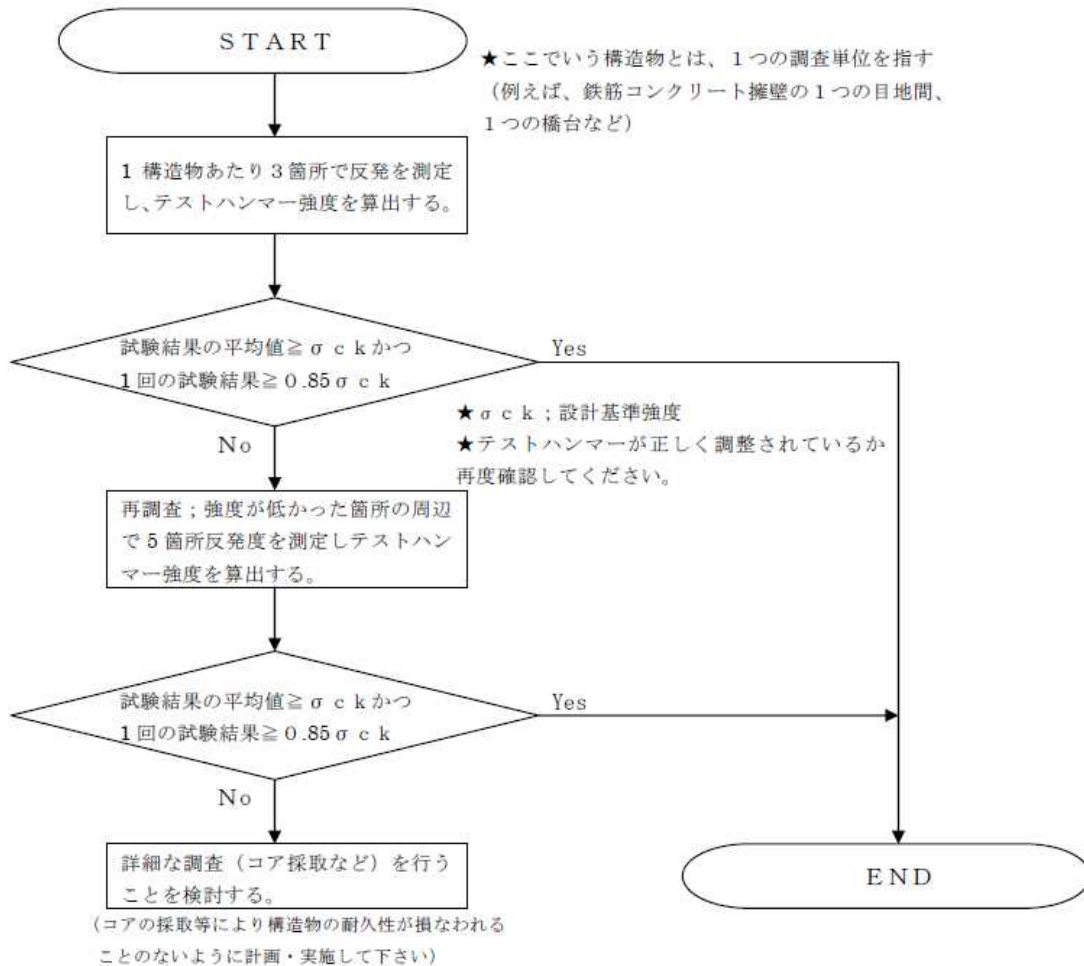 START
★ここでいう構造物とは、１つの調査単位を指す
（例えば、鉄筋コンクリート擁壁の１つの目地間、
１つの橋台など）
1 構造物あたり３箇所で反発を測定
し､テストハンマー強度を算出する。
試験結果の平均値≧σｃｋかつ
1 回の試験結果≧０.85σｃｋ
Yes
★σｃｋ；設計基準強度
★テストハンマーが正しく調整されているか
再度確認してください。
No
再調査；強度が低かった箇所の周辺
で 5 箇所反発度を測定しテストハン
マー強度を算出する。
試験結果の平均値≧σｃｋかつ
1 回の試験結果≧０.85σｃｋ
Yes
No
詳細な調査（コア採取など）を行う
ことを検討する。
END
（コアの採取等により構造物の耐久性が損なわれる
ことのないように計画・実施して下さい）